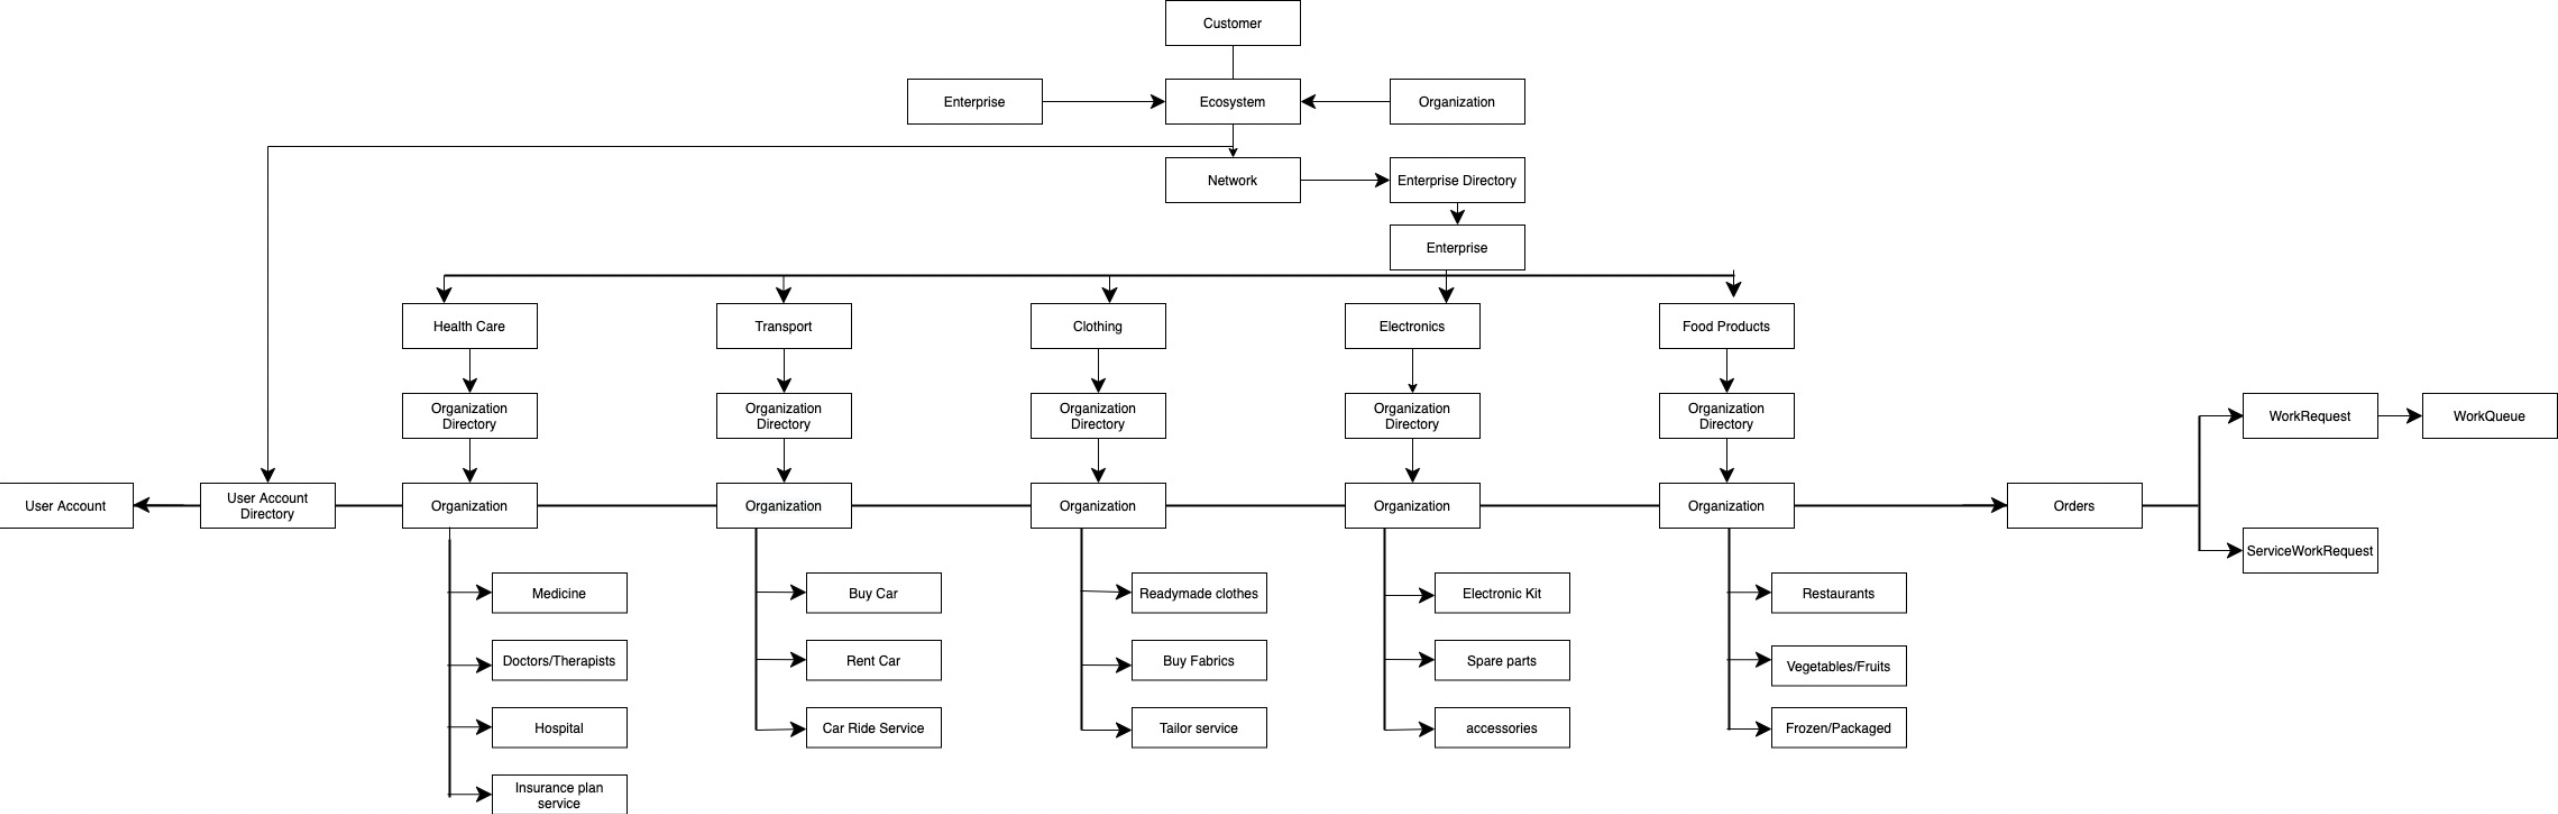 Customer
Enterprise
Ecosystem
Organization
Network
Enterprise Directory
Enterprise
Health Care
Transport
Clothing
Electronics
Food Products
Organization
Directory
Organization
Directory
Organization
Directory
Organization
Directory
Organization
Directory
WorkRequest
WorkQueue
User Account
User Account
Directory
Organization
Organization
Organization
Organization
Organization
Orders
ServiceWorkRequest
Medicine
Buy Car
Readymade clothes
Electronic Kit
Restaurants
Doctors/Therapists
Rent Car
Buy Fabrics
Spare parts
Vegetables/Fruits
Hospital
Car Ride Service
Tailor service
accessories
Frozen/Packaged
Insurance plan
service